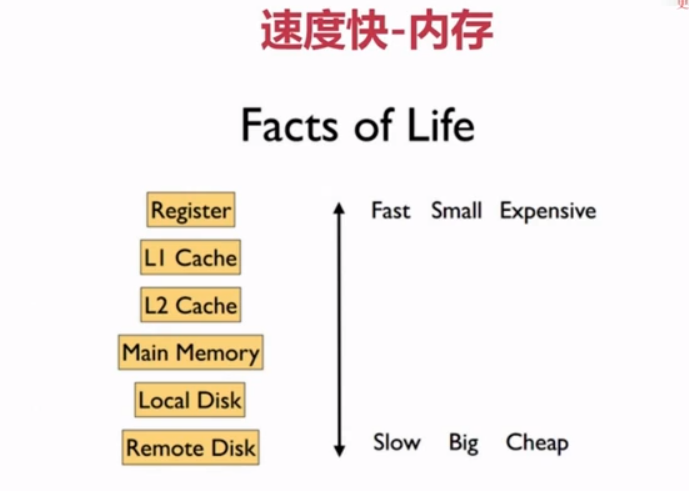 速度快-内存
Facts of Life
Register
Fast Small Expensive
L1 Cache
L2 Cache
Main Memory
Local Disk
Remote Disk
Slow Big Cheap